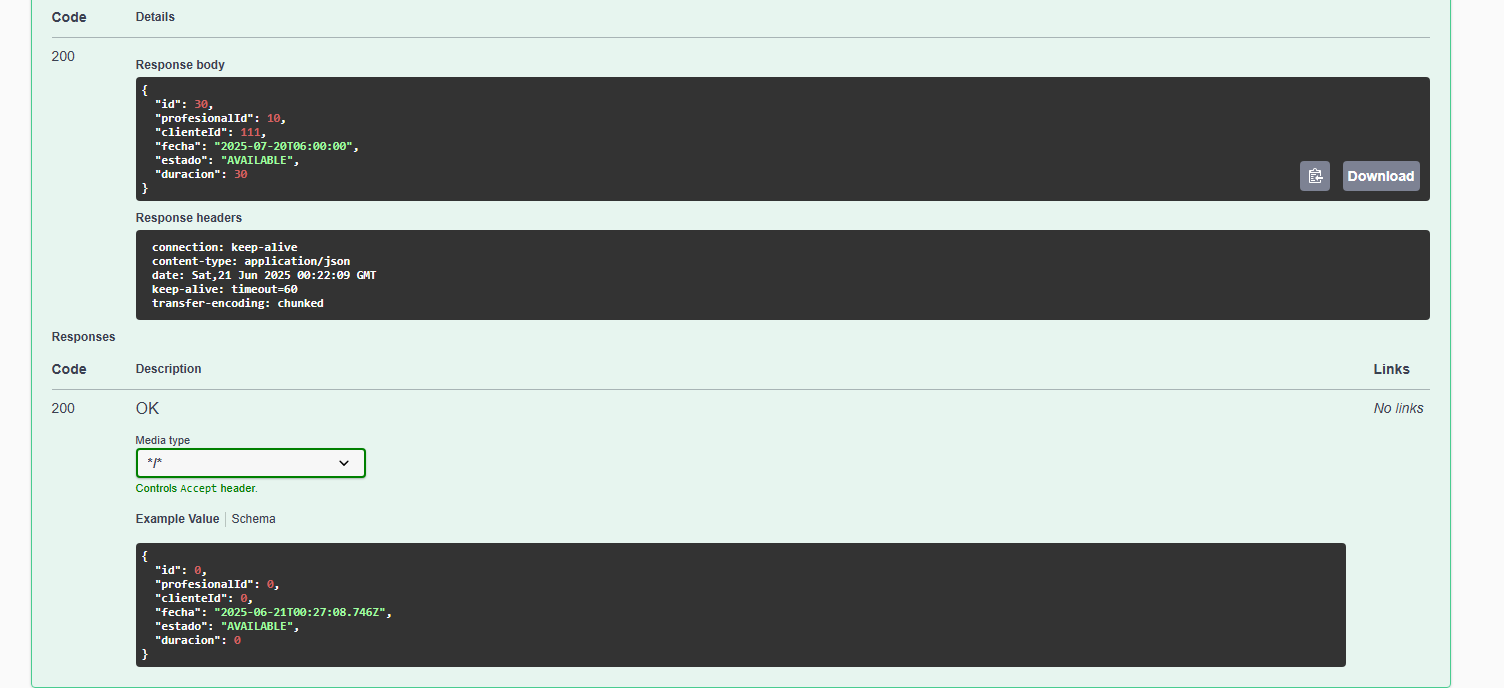 Code Details
200
Response body
{
  "id": 30,
  "profesionalId": 10,
  "clienteId": 111,
  "fecha": "2025-07-20T06:00:00",
  "estado": "AVAILABLE",
  "duracion": 30
}
Download
Response headers
connection: keep-alive
content-type: application/json
date: Sat,21 Jun 2025 00:22:09 GMT
keep-alive: timeout=60
transfer-encoding: chunked
Responses
Code Description Links
200 OK No links
Media type
*/*
Controls Accept header.
Example Value Schema
{
  "id": 0,
  "profesionalId": 0,
  "clienteId": 0,
  "fecha": "2025-06-21T00:27:08.746Z",
  "estado": "AVAILABLE",
  "duracion": 0
}